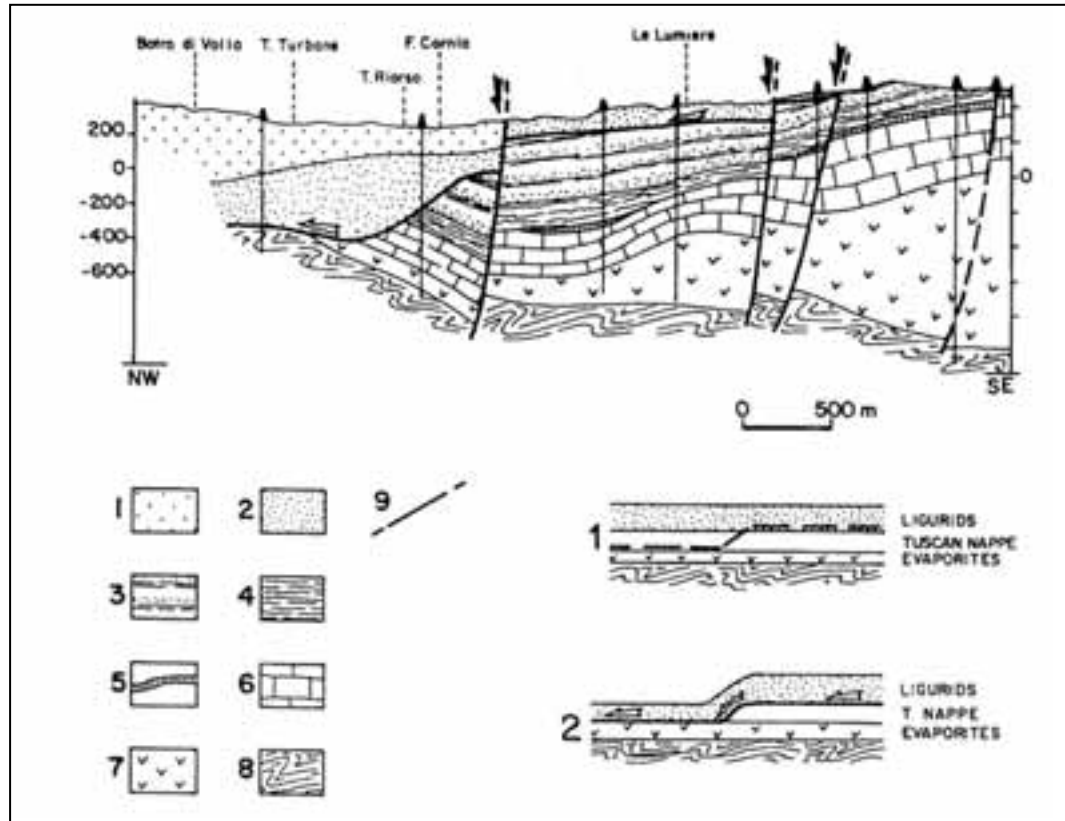 Botro di Vollo T. Turbone F. Cornia Le Lumiere
T. Riorso
200
0
-200
-400
-600
0
NW
SE
0 500 m
1 2 9
3 4
5 6
7 8
1 LIGURIDS
TUSCAN NAPPE
EVAPORITES
2 LIGURIDS
T. NAPPE
EVAPORITES